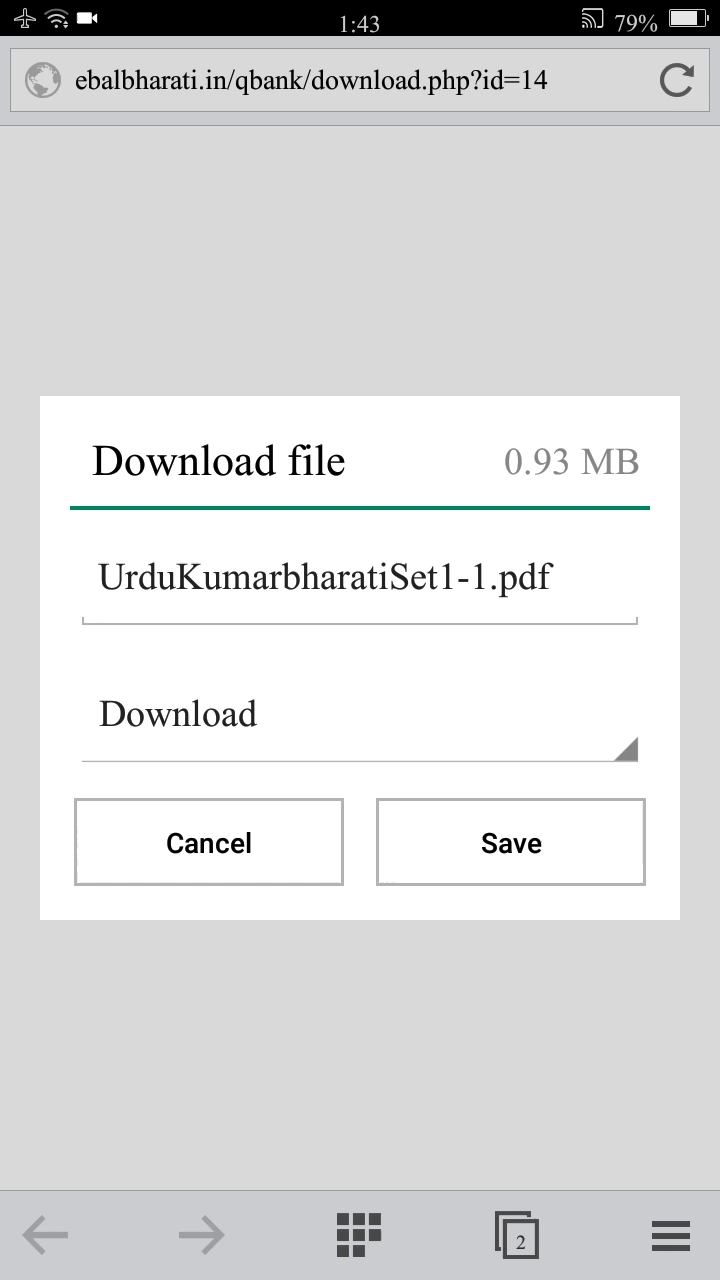 1:43
79%
ebalbharati.in/qbank/download.php?id=14
Download file 0.93 MB
UrduKumarbharatiSet1-1.pdf
Download
Cancel Save
2